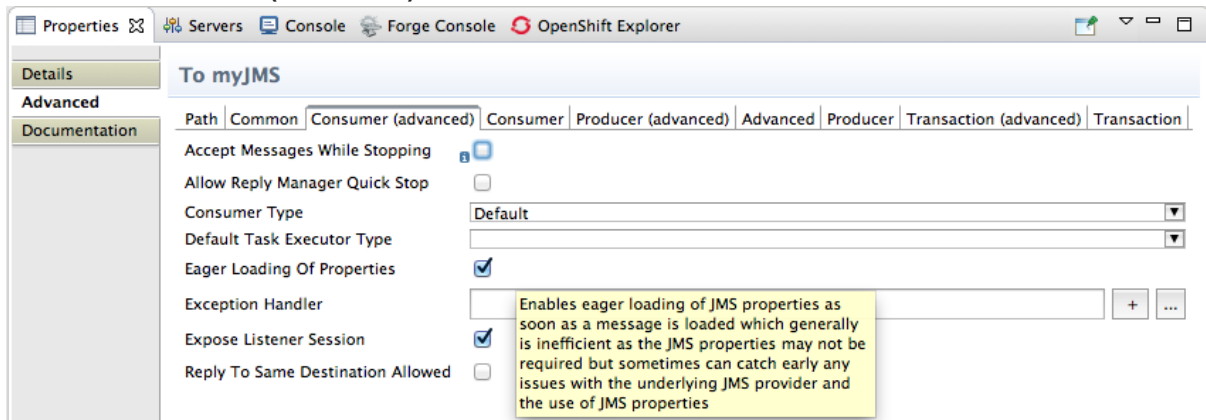 Properties Servers Console Forge Console OpenShift Explorer
Details
Advanced
Documentation
To myJMS
Path Common Consumer (advanced) Consumer Producer (advanced) Advanced Producer Transaction (advanced) Transaction
Accept Messages While Stopping
Allow Reply Manager Quick Stop
Consumer Type Default
Default Task Executor Type
Eager Loading Of Properties
Exception Handler + ...
Expose Listener Session
Reply To Same Destination Allowed
Enables eager loading of JMS properties as
soon as a message is loaded which generally
is inefficient as the JMS properties may not be
required but sometimes can catch early any
issues with the underlying JMS provider and
the use of JMS properties